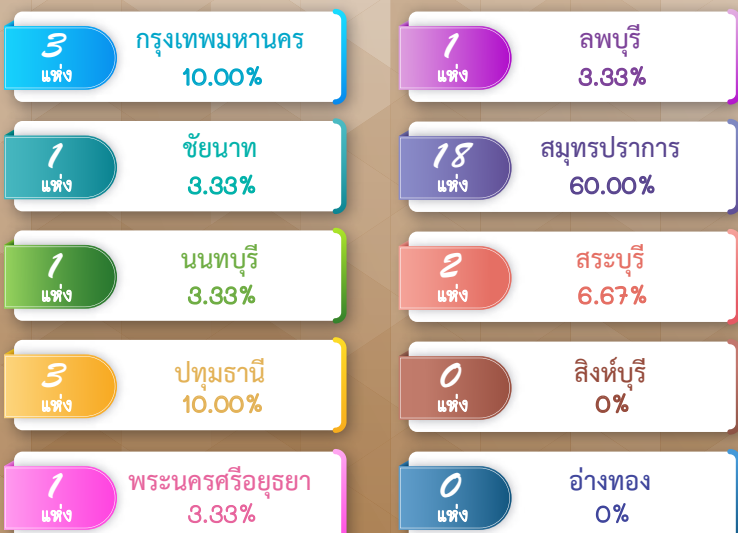 3
แห่ง
กรุงเทพมหานคร
10.00%
1
แห่ง
ชัยนาท
3.33%
1
แห่ง
นนทบุรี
3.33%
3
แห่ง
ปทุมธานี
10.00%
1
แห่ง
พระนครศรีอยุธยา
3.33%
1
แห่ง
ลพบุรี
3.33%
18
แห่ง
สมุทรปราการ
60.00%
2
แห่ง
สระบุรี
6.67%
0
แห่ง
สิงห์บุรี
0%
0
แห่ง
อ่างทอง
0%